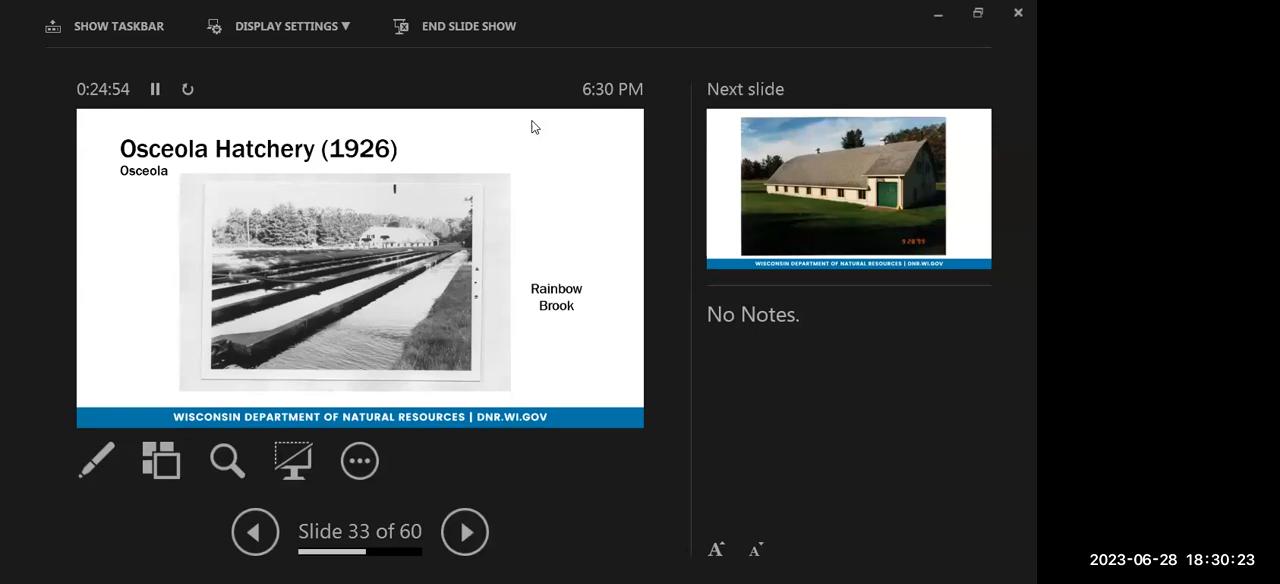 SHOW TASKBAR
DISPLAY SETTINGS ▼
END SLIDE SHOW
0:24:54
6:30 PM
Next slide
Osceola Hatchery (1926)
Osceola
Rainbow
Brook
WISCONSIN DEPARTMENT OF NATURAL RESOURCES | DNR.WI.GOV
WISCONSIN DEPARTMENT OF NATURAL RESOURCES | DNR.WI.GOV
No Notes.
Slide 33 of 60
A A
2023-06-28 18:30:23